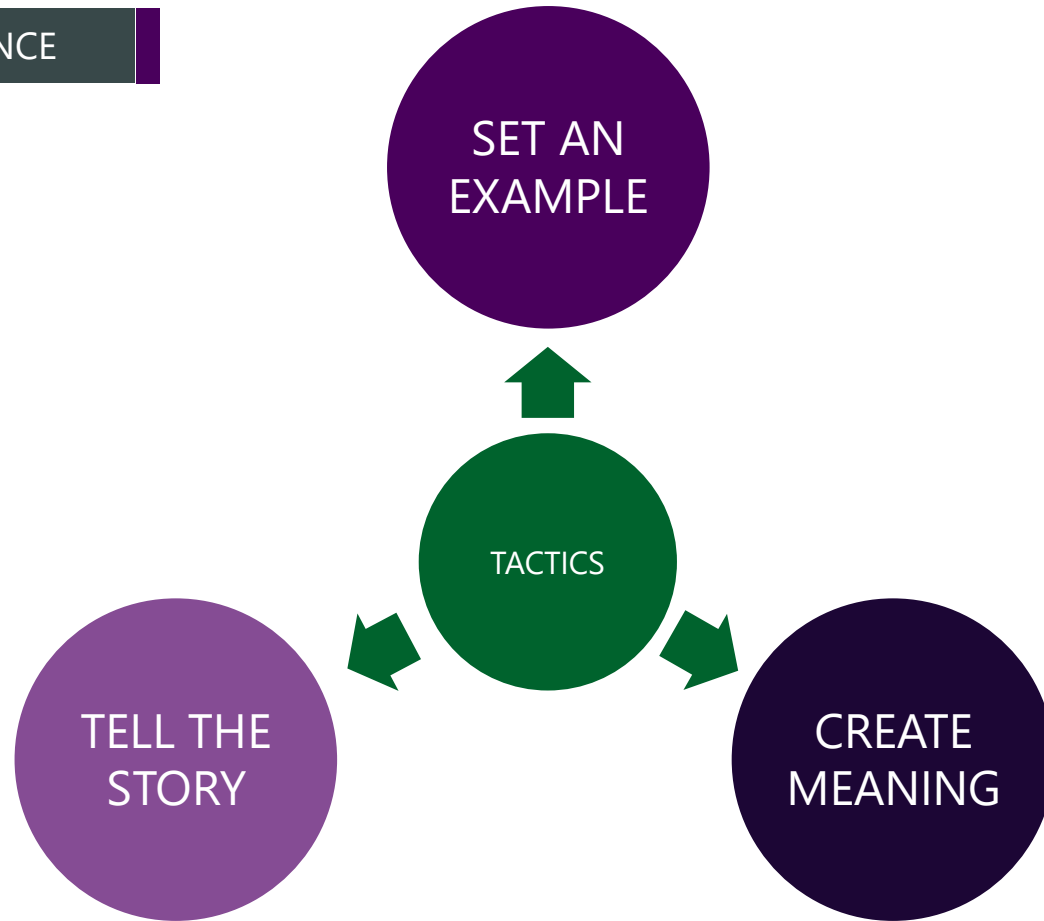 NCE
SET AN
EXAMPLE
TACTICS
TELL THE
STORY
CREATE
MEANING